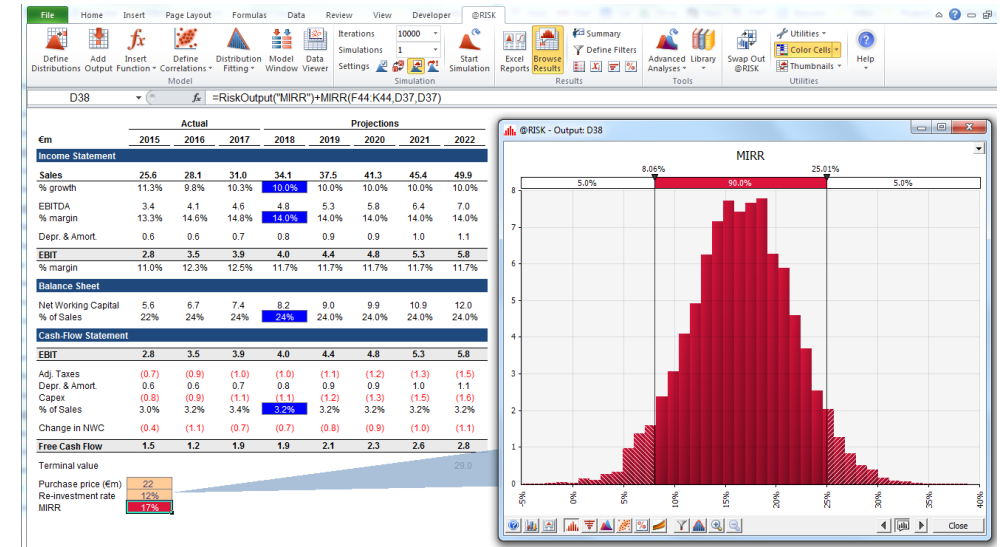 File Home Insert Page Layout Formulas Data Review View Developer @RISK
Define Distributions
Add Output
Insert Function
Define Correlations
Distribution Fitting
Model Window
Data Viewer
Model
Iterations 10000
Simulations 1
Settings
Start Simulation
Simulation
Excel Reports
Browse Results
Summary
Define Filters
Results
Advanced Analyses
Library
Tools
Swap Out @RISK
Utilities
Color Cells
Thumbnails
Help
Utilities
D38 fx =RiskOutput("MIRR")+MIRR(F44:K44,D37,D37)
Actual Projections
€m 2015 2016 2017 2018 2019 2020 2021 2022
Income Statement
Sales 25.6 28.1 31.0 34.1 37.5 41.3 45.4 49.9
% growth 11.3% 9.8% 10.3% 10.0% 10.0% 10.0% 10.0% 10.0%
EBITDA 3.4 4.1 4.6 4.8 5.3 5.8 6.4 7.0
% margin 13.3% 14.6% 14.8% 14.0% 14.0% 14.0% 14.0% 14.0%
Depr. & Amort. 0.6 0.6 0.7 0.8 0.9 0.9 1.0 1.1
EBIT 2.8 3.5 3.9 4.0 4.4 4.8 5.3 5.8
% margin 11.0% 12.3% 12.5% 11.7% 11.7% 11.7% 11.7% 11.7%
Balance Sheet
Net Working Capital 5.6 6.7 7.4 8.2 9.0 9.9 10.9 12.0
% of Sales 22% 24% 24% 24% 24.0% 24.0% 24.0% 24.0%
Cash-Flow Statement
EBIT 2.8 3.5 3.9 4.0 4.4 4.8 5.3 5.8
Adj. Taxes (0.7) (0.9) (1.0) (1.0) (1.1) (1.2) (1.3) (1.5)
Depr. & Amort. 0.6 0.6 0.7 0.8 0.9 0.9 1.0 1.1
Capex (0.8) (0.9) (1.1) (1.1) (1.2) (1.3) (1.5) (1.6)
% of Sales 3.0% 3.2% 3.4% 3.2% 3.2% 3.2% 3.2% 3.2%
Change in NWC (0.4) (1.1) (0.7) (0.7) (0.8) (0.9) (1.0) (1.1)
Free Cash Flow 1.5 1.2 1.9 1.9 2.1 2.3 2.6 2.8
Terminal value 29.9
Purchase price (€m) 22
Re-investment rate 12%
MIRR 17%
@RISK - Output: D38
MIRR
8.06% 25.01%
5.0% 90.0% 5.0%
8
7
6
5
4
3
2
1
0
-5% 0% 5% 10% 15% 20% 25% 30% 35% 40%
Close